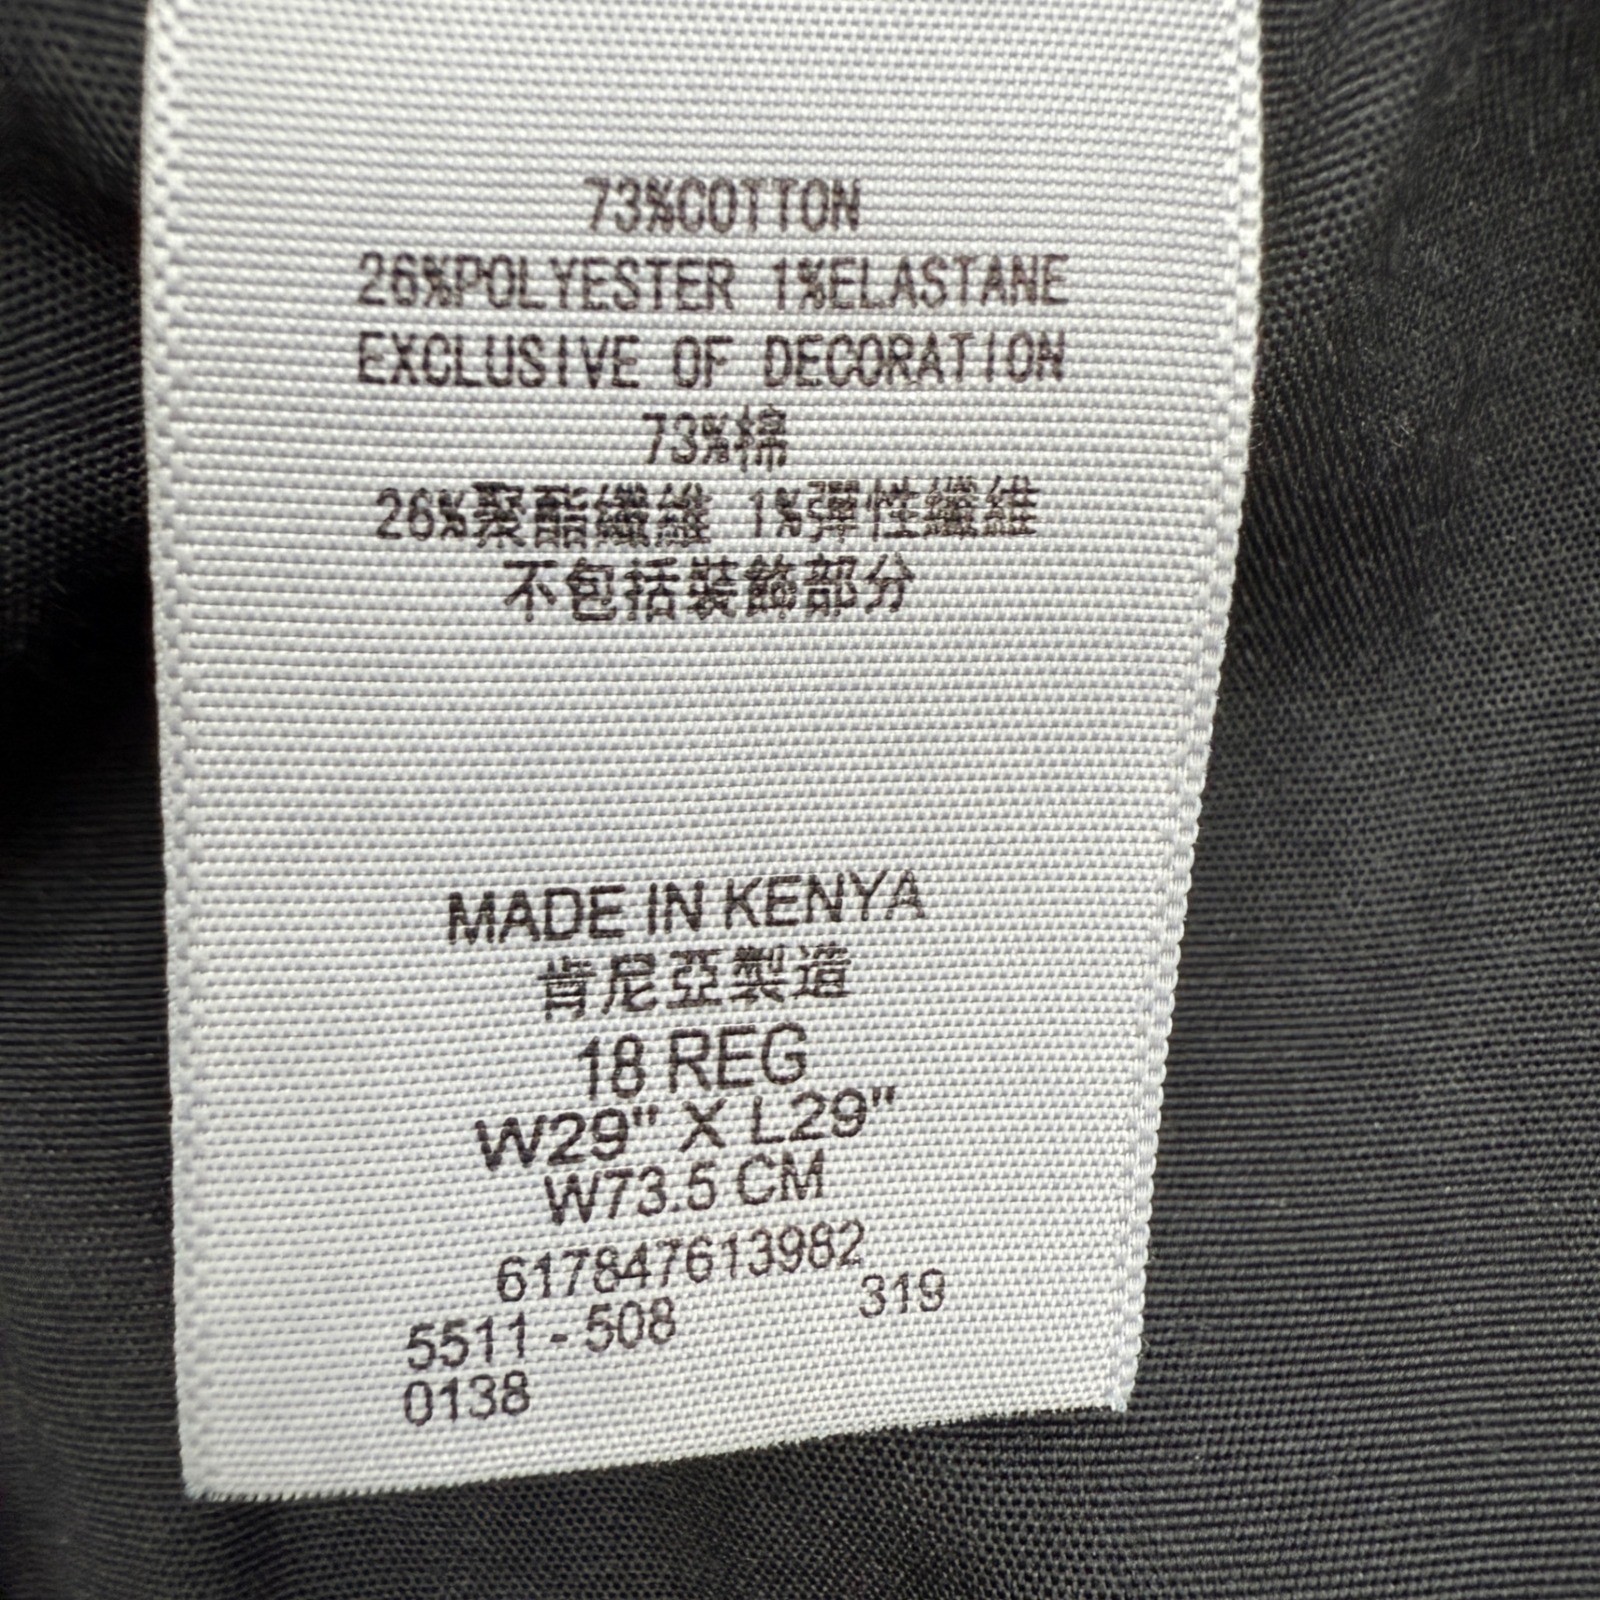 73%COTTON
26%POLYESTER 1%ELASTANE
EXCLUSIVE OF DECORATION
73%棉
26%聚酯纖維 1%彈性纖維
不包括裝飾部分
MADE IN KENYA
肯尼亞製造
18 REG
W29" X L29"
W73.5 CM
617847613982
5511 - 508 319
0138